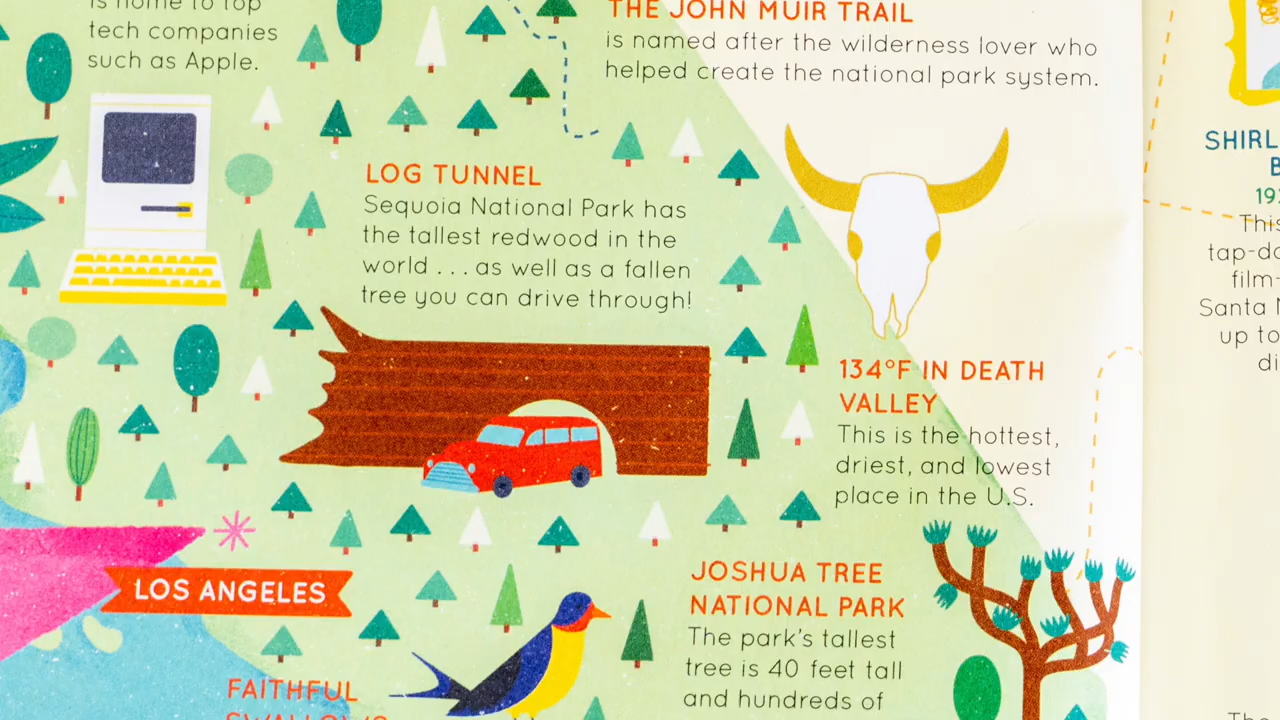 is home to top
tech companies
such as Apple.
THE JOHN MUIR TRAIL
is named after the wilderness lover who
helped create the national park system.
LOG TUNNEL
Sequoia National Park has
the tallest redwood in the
world . . . as well as a fallen
tree you can drive through!
134°F IN DEATH
VALLEY
This is the hottest,
driest, and lowest
place in the U.S.
LOS ANGELES
JOSHUA TREE
NATIONAL PARK
The park's tallest
tree is 40 feet tall
and hundreds of
FAITHFUL
SWALLOWS
SHIRL
B
193
This
tap-da
film-
Santa M
up to
di